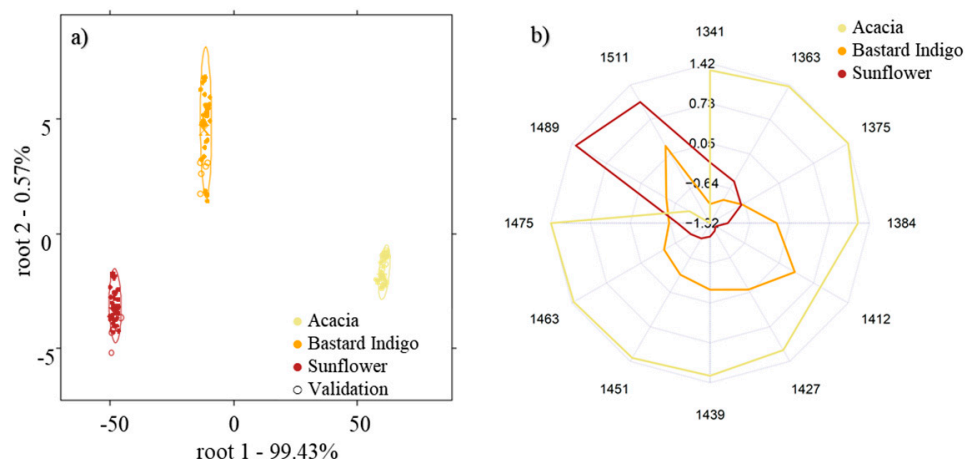 a)
5
0
-5
root 2 - 0.57%
-50
0
50
root 1 - 99.43%
Acacia
Bastard Indigo
Sunflower
Validation
b)
Acacia
Bastard Indigo
Sunflower
1341
1363
1375
1384
1412
1427
1439
1451
1463
1475
1489
1511
1.42
0.73
0.05
-0.64